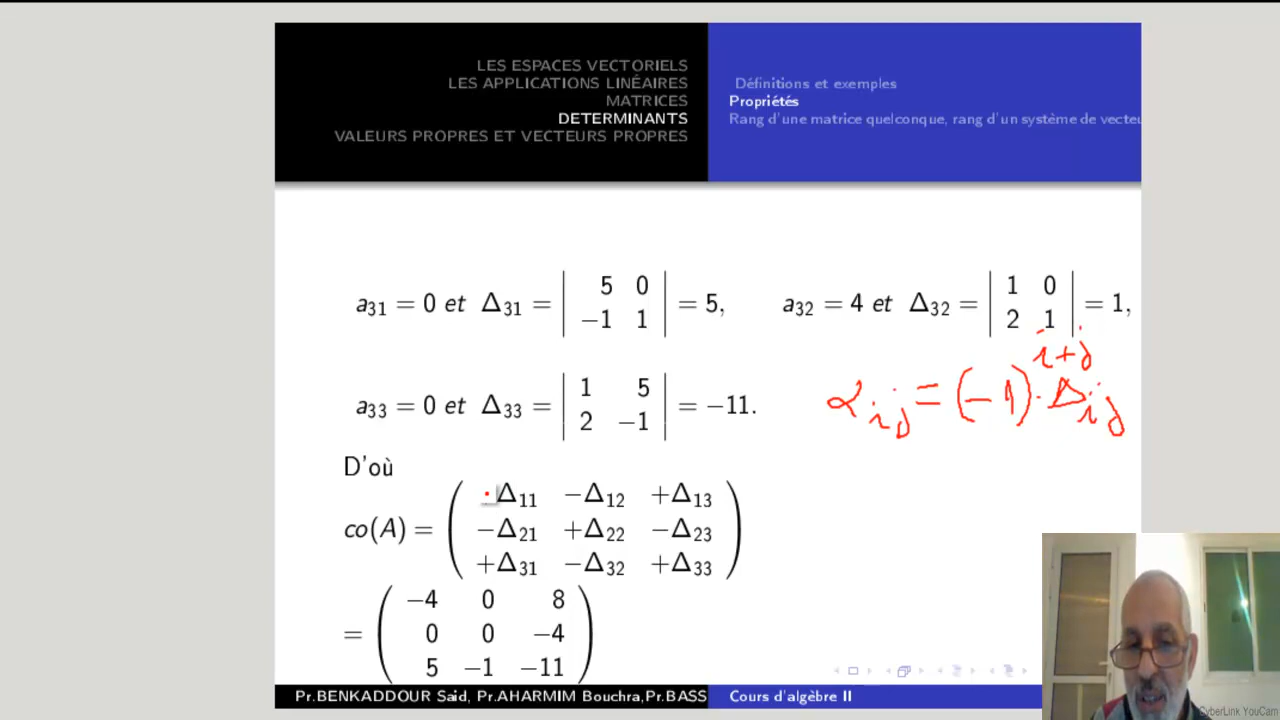 LES ESPACES VECTORIELS
LES APPLICATIONS LINÉAIRES
MATRICES
DETERMINANTS
VALEURS PROPRES ET VECTEURS PROPRES
Définitions et exemples
Propriétés
Rang d'une matrice quelconque, rang d'un système de vecteu
a₃₁ = 0 et Δ₃₁ = | 5 0 ; −1 1 | = 5, a₃₂ = 4 et Δ₃₂ = | 1 0 ; 2 1 | = 1,
a₃₃ = 0 et Δ₃₃ = | 1 5 ; 2 −1 | = −11.
α_ij = (−1)^(i+j) · Δ_ij
D'où
co(A) = ( Δ₁₁ −Δ₁₂ +Δ₁₃
−Δ₂₁ +Δ₂₂ −Δ₂₃
+Δ₃₁ −Δ₃₂ +Δ₃₃ )
= ( −4 0 8
0 0 −4
5 −1 −11 )
Pr.BENKADDOUR Said, Pr.AHARMIM Bouchra,Pr.BASS
Cours d'algèbre II
CyberLink YouCam